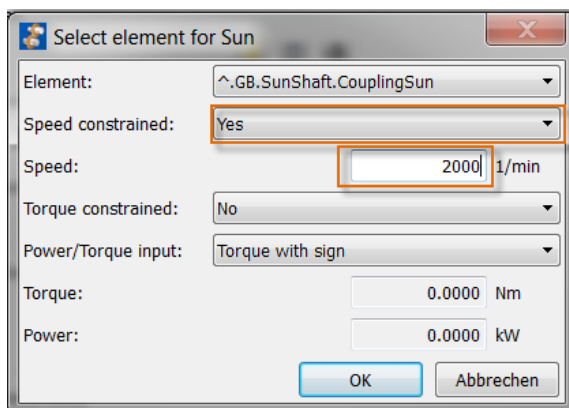 Select element for Sun
Element: ^.GB.SunShaft.CouplingSun
Speed constrained: Yes
Speed: 2000 1/min
Torque constrained: No
Power/Torque input: Torque with sign
Torque: 0.0000 Nm
Power: 0.0000 kW
OK Abbrechen